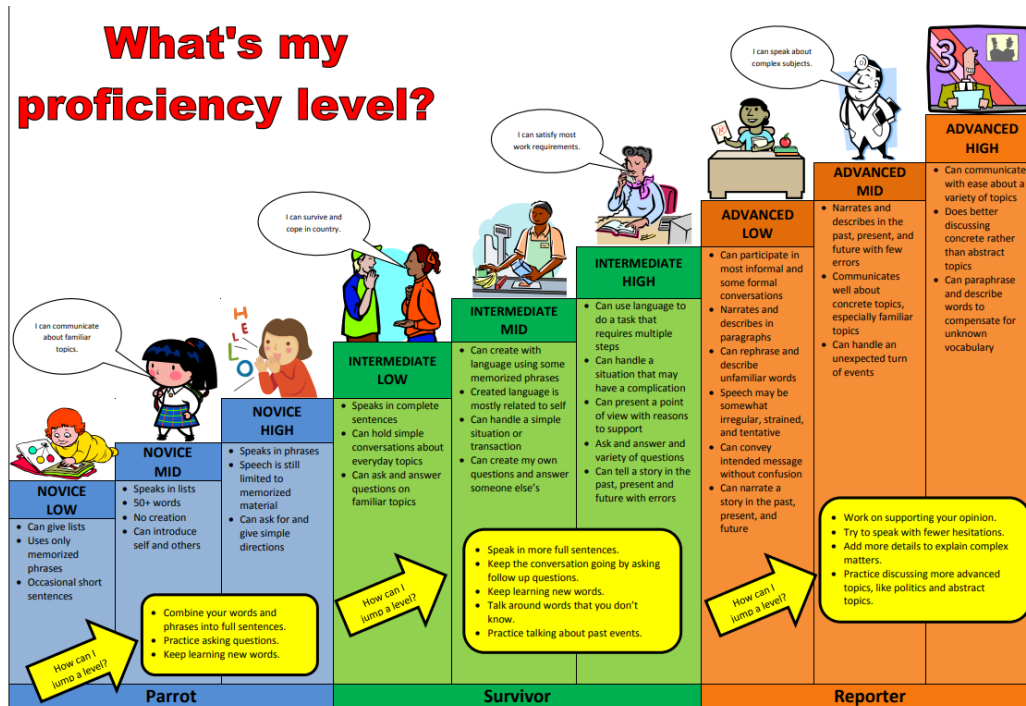 What's my
proficiency level?
I can communicate
about familiar
topics.
I can survive and
cope in country.
I can satisfy most
work requirements.
I can speak about
complex subjects.
H
E
L
L
O
3
A
NOVICE
LOW
• Can give lists
• Uses only
memorized
phrases
• Occasional short
sentences
NOVICE
MID
• Speaks in lists
• 50+ words
• No creation
• Can introduce
self and others
NOVICE
HIGH
• Speaks in phrases
• Speech is still
limited to
memorized
material
• Can ask for and
give simple
directions
How can I
jump a level?
• Combine your words and
phrases into full sentences.
• Practice asking questions.
• Keep learning new words.
Parrot
INTERMEDIATE
LOW
• Speaks in complete
sentences
• Can hold simple
conversations about
everyday topics
• Can ask and answer
questions on
familiar topics
INTERMEDIATE
MID
• Can create with
language using some
memorized phrases
• Created language is
mostly related to self
• Can handle a simple
situation or
transaction
• Can create my own
questions and answer
someone else's
INTERMEDIATE
HIGH
• Can use language to
do a task that
requires multiple
steps
• Can handle a
situation that may
have a complication
• Can present a point
of view with reasons
to support
• Ask and answer and
variety of questions
• Can tell a story in the
past, present and
future with errors
How can I
jump a level?
• Speak in more full sentences.
• Keep the conversation going by asking
follow up questions.
• Keep learning new words.
• Talk around words that you don't
know.
• Practice talking about past events.
Survivor
ADVANCED
LOW
• Can participate in
most informal and
some formal
conversations
• Narrates and
describes in
paragraphs
• Can rephrase and
describe
unfamiliar words
• Speech may be
somewhat
irregular, strained,
and tentative
• Can convey
intended message
without confusion
• Can narrate a
story in the past,
present, and
future
ADVANCED
MID
• Narrates and
describes in the
past, present, and
future with few
errors
• Communicates
well about
concrete topics,
especially familiar
topics
• Can handle an
unexpected turn
of events
ADVANCED
HIGH
• Can communicate
with ease about a
variety of topics
• Does better
discussing
concrete rather
than abstract
topics
• Can paraphrase
and describe
words to
compensate for
unknown
vocabulary
How can I
jump a level?
• Work on supporting your opinion.
• Try to speak with fewer hesitations.
• Add more details to explain complex
matters.
• Practice discussing more advanced
topics, like politics and abstract
topics.
Reporter